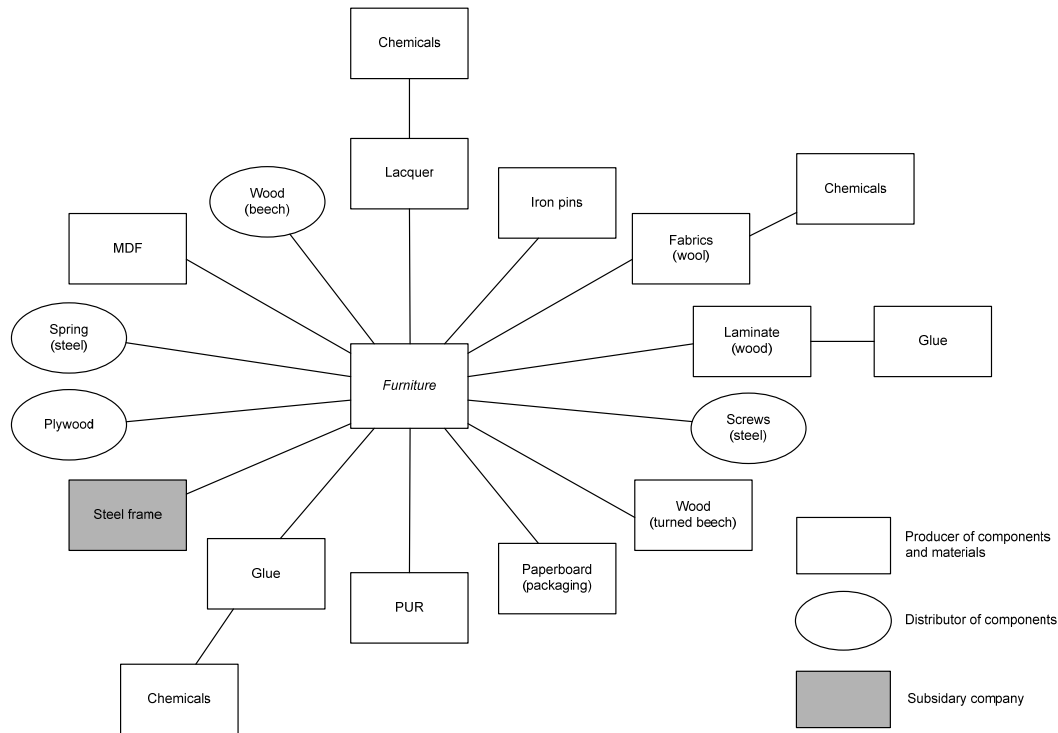 Chemicals
Lacquer
Wood
(beech)
Iron pins
Chemicals
Fabrics
(wool)
MDF
Spring
(steel)
Laminate
(wood)
Glue
Furniture
Plywood
Screws
(steel)
Steel frame
Wood
(turned beech)
Glue
PUR
Paperboard
(packaging)
Chemicals
Producer of components
and materials
Distributor of components
Subsidary company